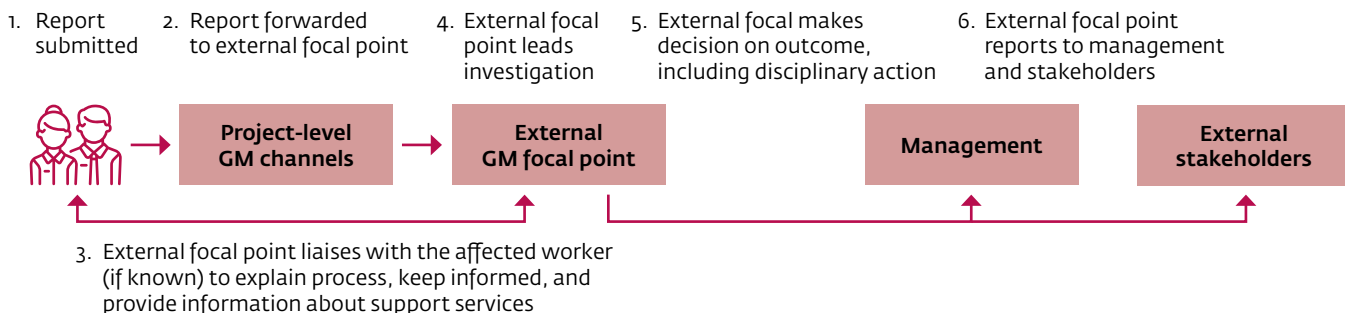 1. Report
submitted
2. Report forwarded
to external focal point
4. External focal
point leads
investigation
5. External focal makes
decision on outcome,
including disciplinary action
6. External focal point
reports to management
and stakeholders
Project-level
GM channels
External
GM focal point
Management
External
stakeholders
3. External focal point liaises with the affected worker
(if known) to explain process, keep informed, and
provide information about support services